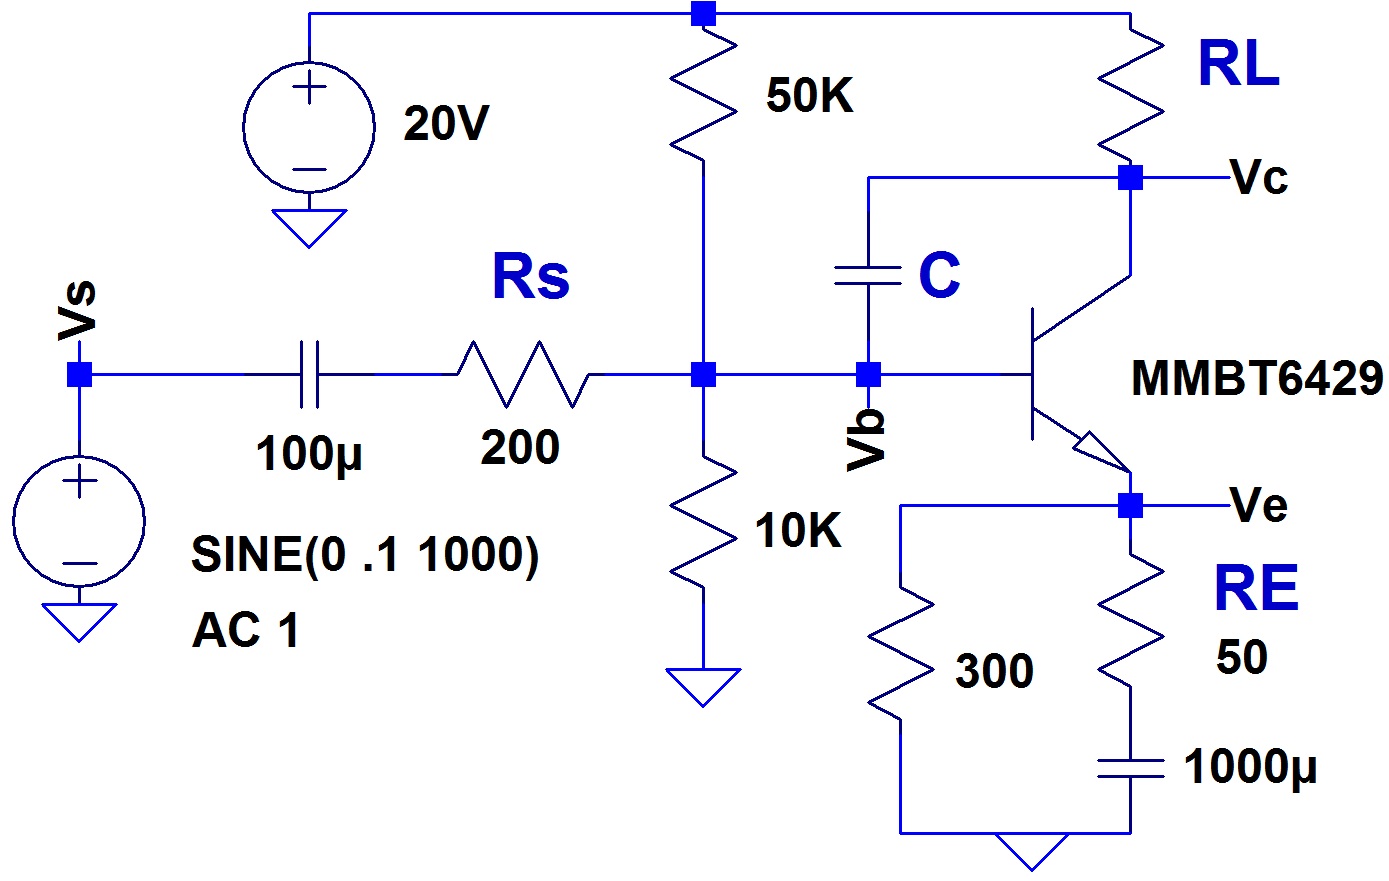 RL
50K
20V
Vc
Rs
C
Vs
MMBT6429
200
100µ
Vb
Ve
SINE(0 .1 1000)
10K
RE
AC 1
300
50
1000µ